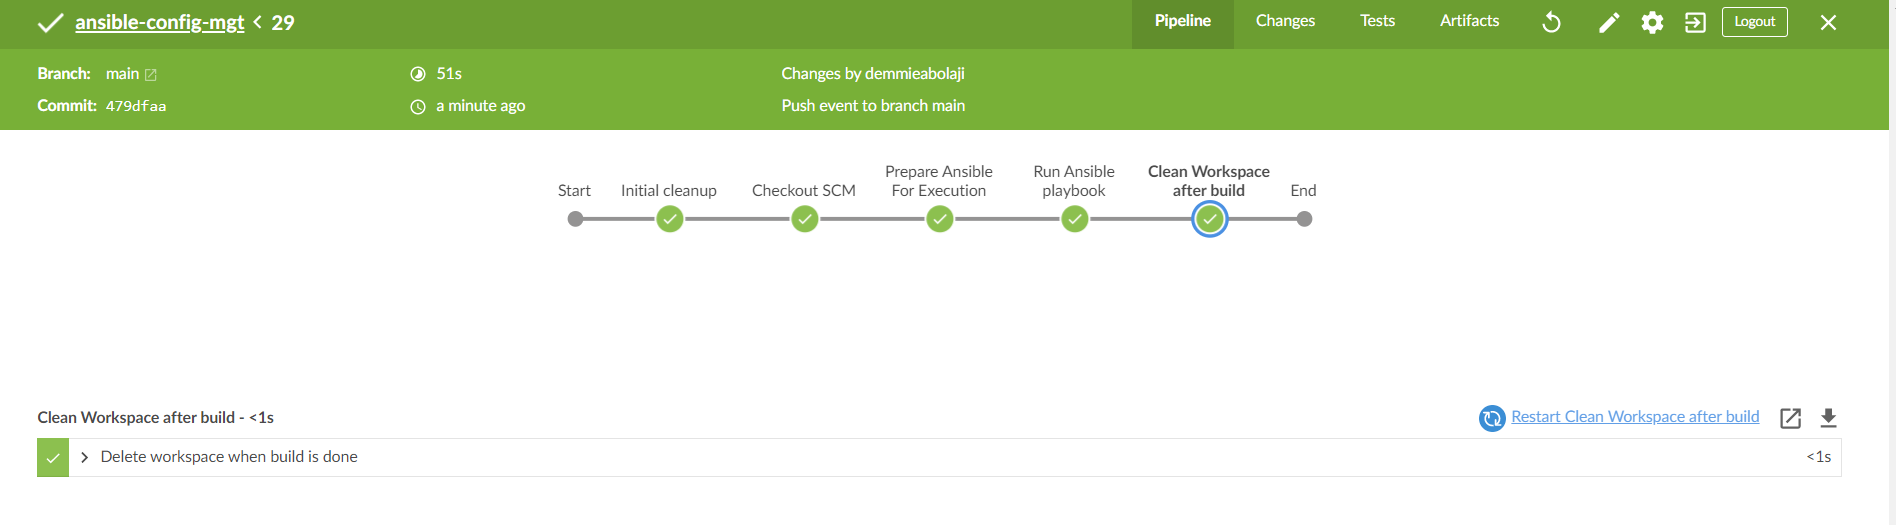 ansible-config-mgt < 29
Pipeline Changes Tests Artifacts Logout
Branch: main 51s Changes by demmieabolaji
Commit: 479dfaa a minute ago Push event to branch main
Start
Initial cleanup
Checkout SCM
Prepare Ansible
For Execution
Run Ansible
playbook
Clean Workspace
after build
End
Clean Workspace after build - <1s Restart Clean Workspace after build
Delete workspace when build is done <1s